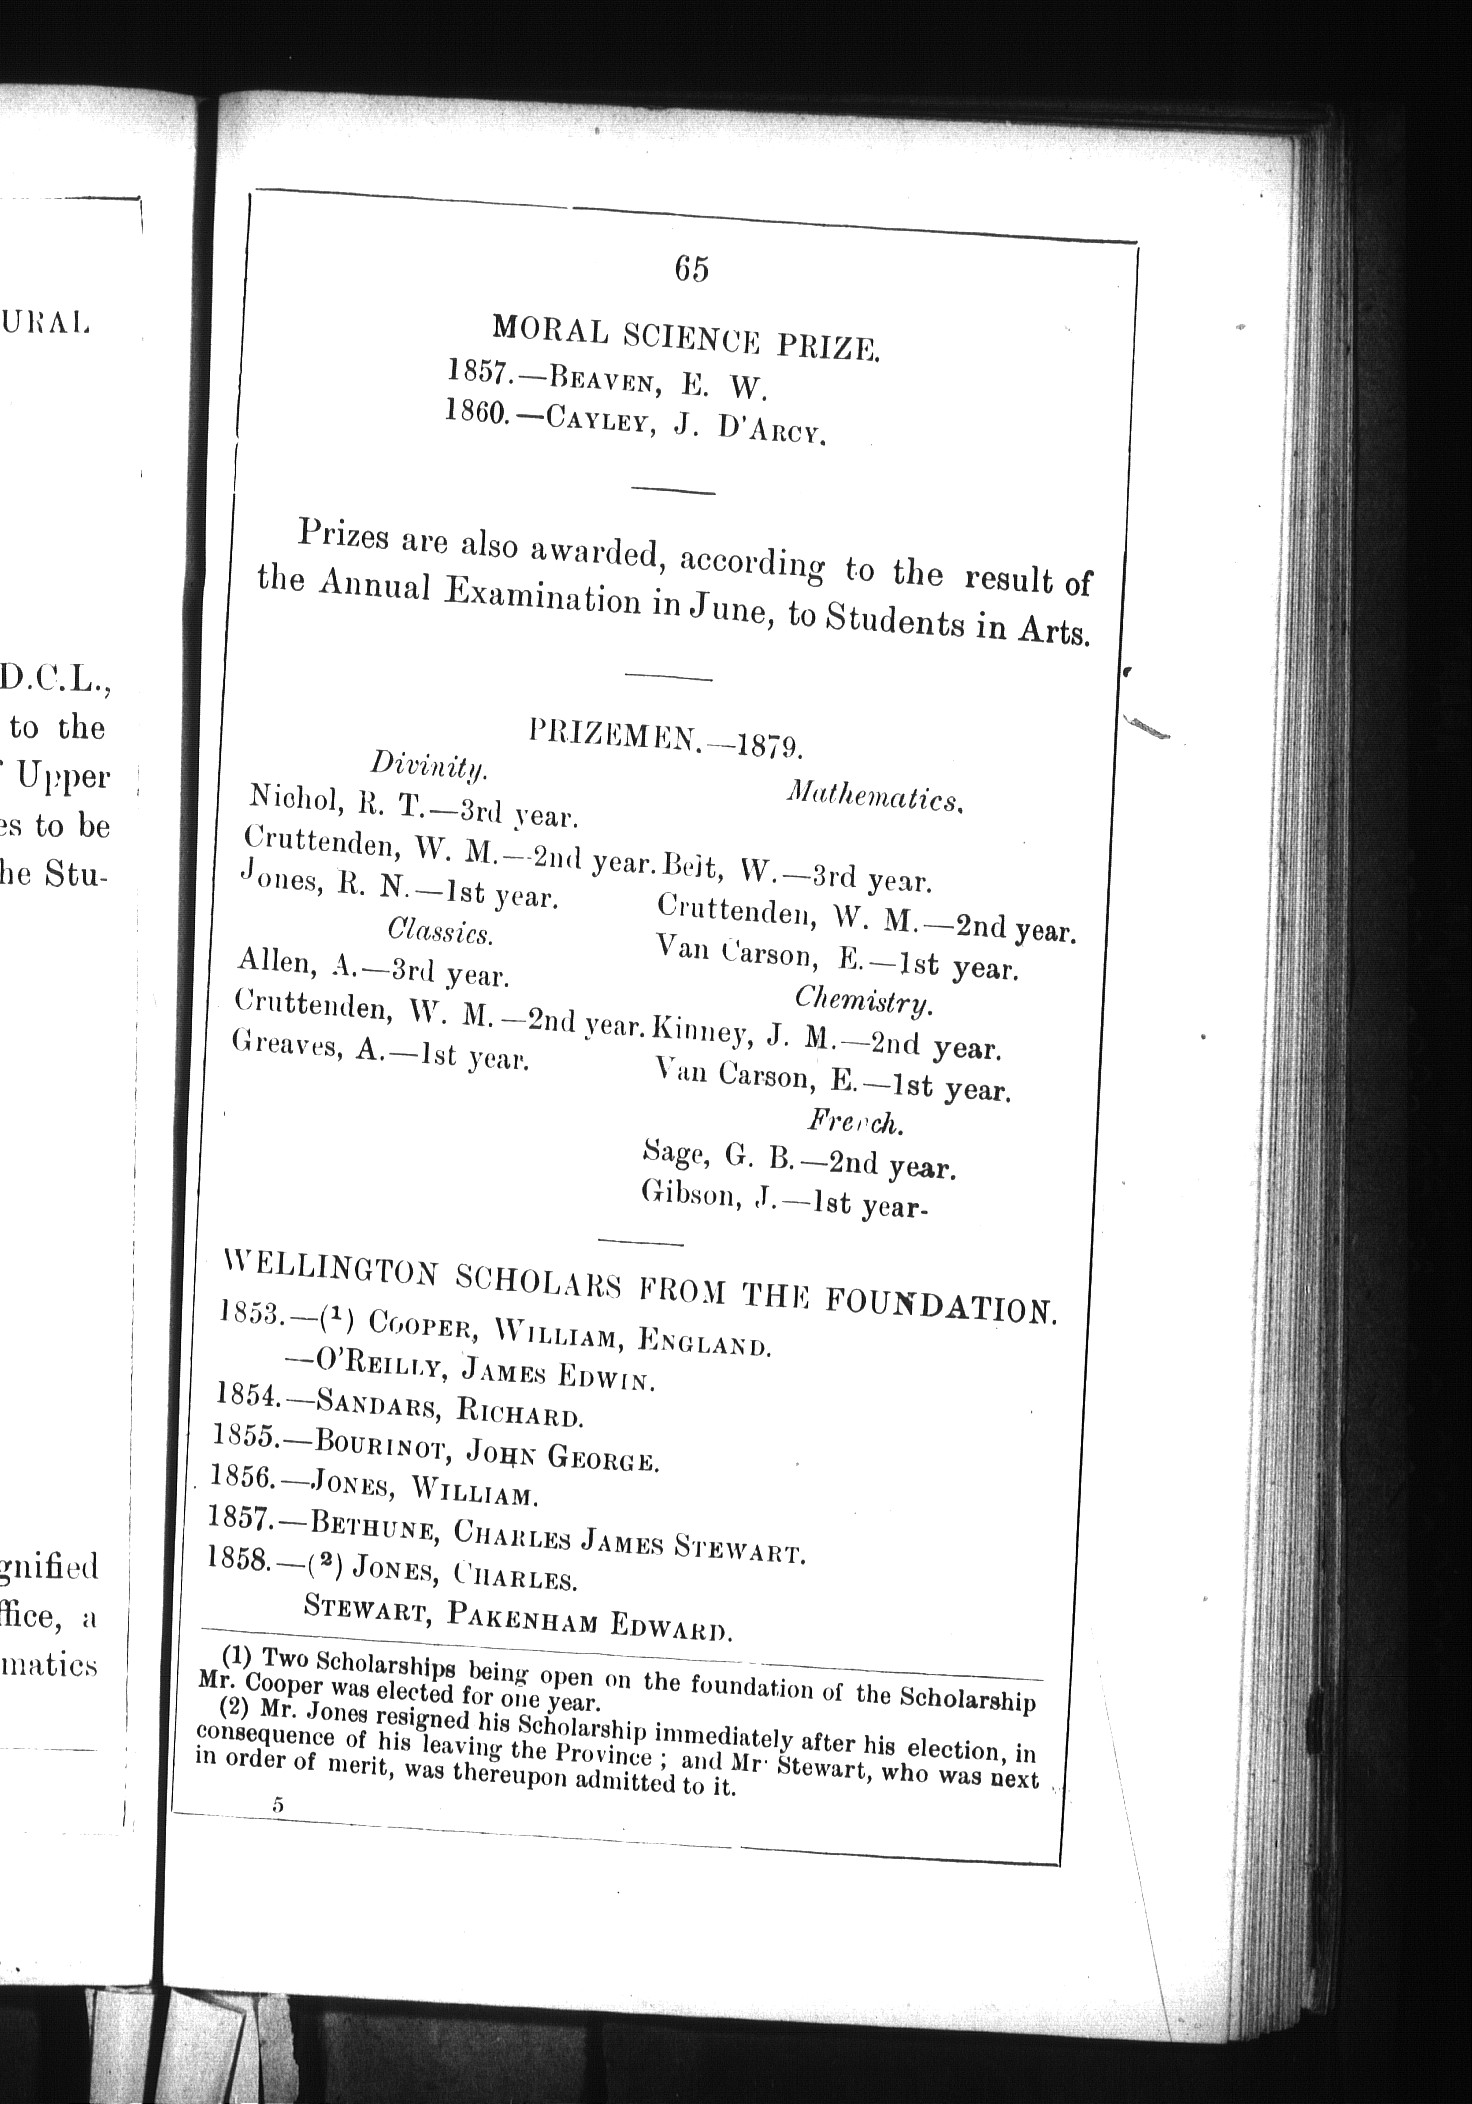 URAL
D.C.L.,
to the
Upper
es to be
he Stu-
gnified
ffice, a
matics
65
MORAL SCIENCE PRIZE.
1857.—BEAVEN, E. W.
1860.—CAYLEY, J. D'ARCY.
Prizes are also awarded, according to the result of
the Annual Examination in June, to Students in Arts.
PRIZEMEN.—1879.
Divinity.
Nichol, R. T.—3rd year.
Cruttenden, W. M.—2nd year.
Jones, R. N.—1st year.
Classics.
Allen, A.—3rd year.
Cruttenden, W. M.—2nd year.
Greaves, A.—1st year.
Mathematics.
Beit, W.—3rd year.
Cruttenden, W. M.—2nd year.
Van Carson, E.—1st year.
Chemistry.
Kinney, J. M.—2nd year.
Van Carson, E.—1st year.
French.
Sage, G. B.—2nd year.
Gibson, J.—1st year-
WELLINGTON SCHOLARS FROM THE FOUNDATION.
1853.—(1) COOPER, WILLIAM, ENGLAND.
—O'REILLY, JAMES EDWIN.
1854.—SANDARS, RICHARD.
1855.—BOURINOT, JOHN GEORGE.
1856.—JONES, WILLIAM.
1857.—BETHUNE, CHARLES JAMES STEWART.
1858.—(2) JONES, CHARLES.
STEWART, PAKENHAM EDWARD.
(1) Two Scholarships being open on the foundation of the Scholarship
Mr. Cooper was elected for one year.
(2) Mr. Jones resigned his Scholarship immediately after his election, in
consequence of his leaving the Province ; and Mr· Stewart, who was next
in order of merit, was thereupon admitted to it.
5